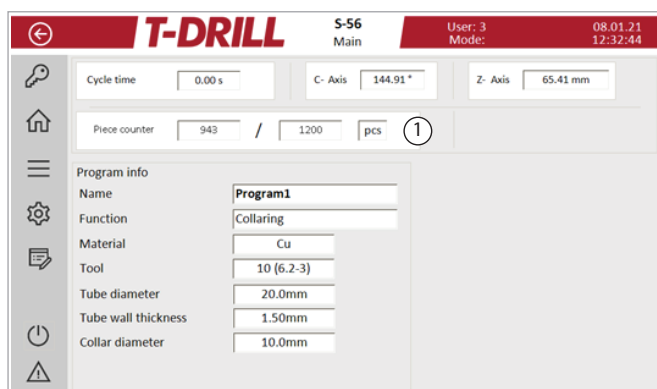 T-DRILL
S-56
Main
User: 3
Mode:
08.01.21
12:32:44
Cycle time 0.00 s C- Axis 144.91 ° Z- Axis 65.41 mm
Piece counter 943 / 1200 pcs 1
Program info
Name Program1
Function Collaring
Material Cu
Tool 10 (6.2-3)
Tube diameter 20.0mm
Tube wall thickness 1.50mm
Collar diameter 10.0mm